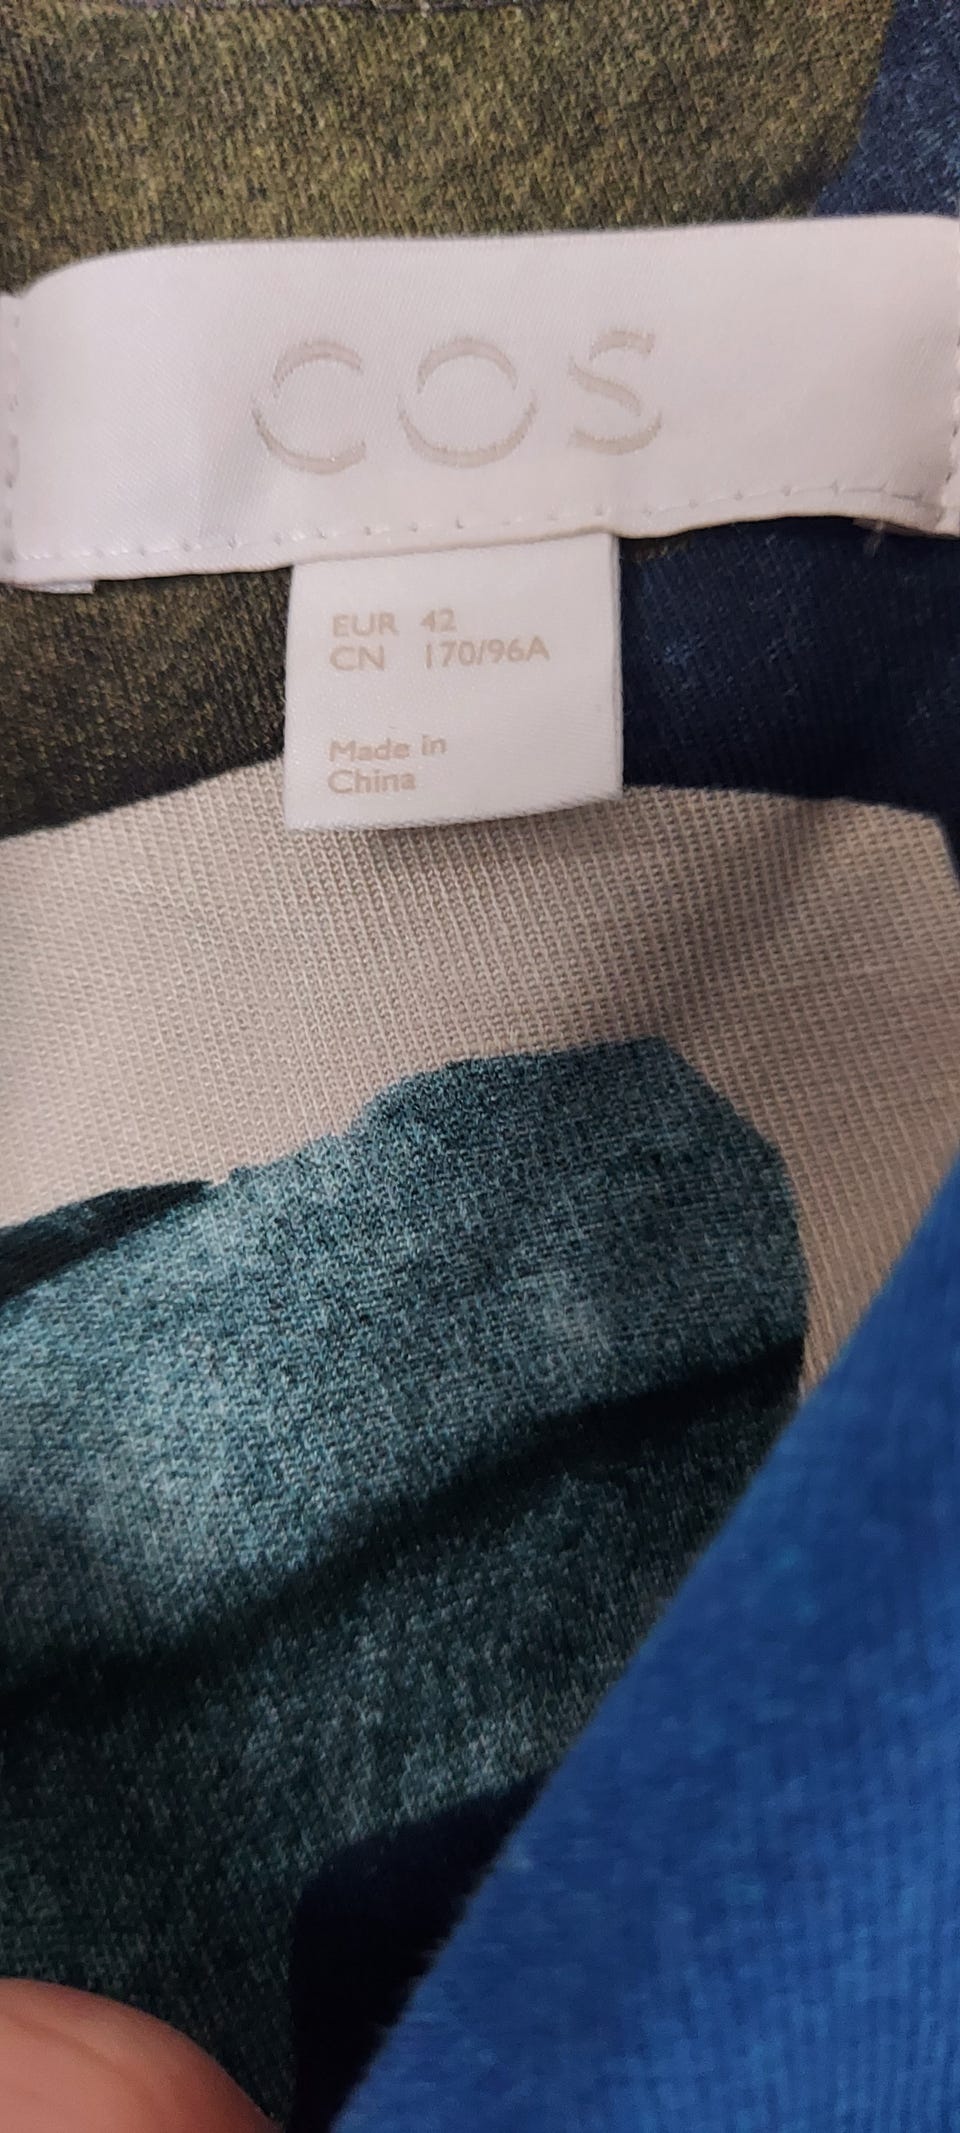 COS
EUR 42
CN 170/96A
Made in
China